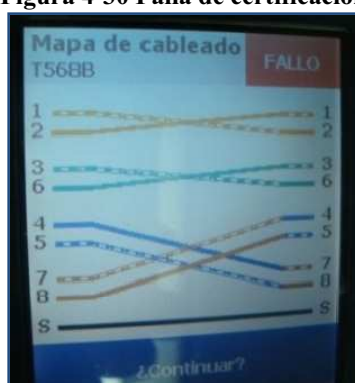 Figura 4-30 Falla de certificación
Mapa de cableado
T568B
FALLO
1 1
2 2
3 3
6 6
4 4
5 5
7 7
8 8
S S
¿Continuar?